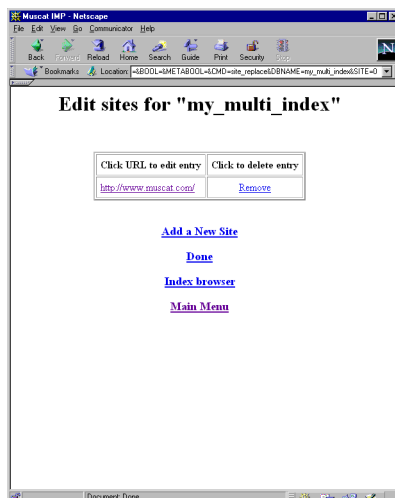 Muscat IMP - Netscape
File Edit View Go Communicator Help
Back Forward Reload Home Search Guide Print Security Stop
Bookmarks Location: =&BOOL=&METABOOL=&CMD=site_replace&DBNAME=my_multi_index&SITE=0
Edit sites for "my_multi_index"
Click URL to edit entry Click to delete entry
http://www.muscat.com/ Remove
Add a New Site
Done
Index browser
Main Menu
Document: Done